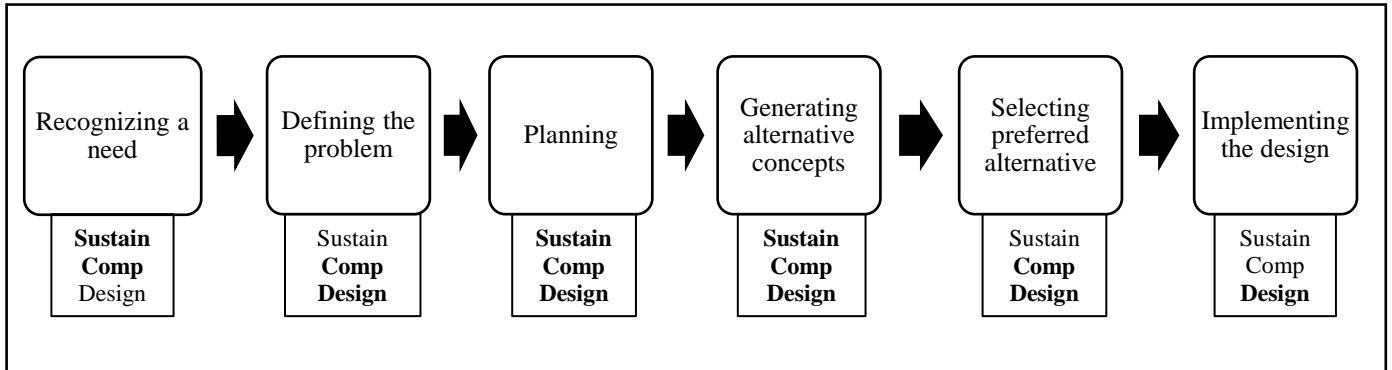 Recognizing a
need
Sustain
Comp
Design
Defining the
problem
Sustain
Comp
Design
Planning
Sustain
Comp
Design
Generating
alternative
concepts
Sustain
Comp
Design
Selecting
preferred
alternative
Sustain
Comp
Design
Implementing
the design
Sustain
Comp
Design